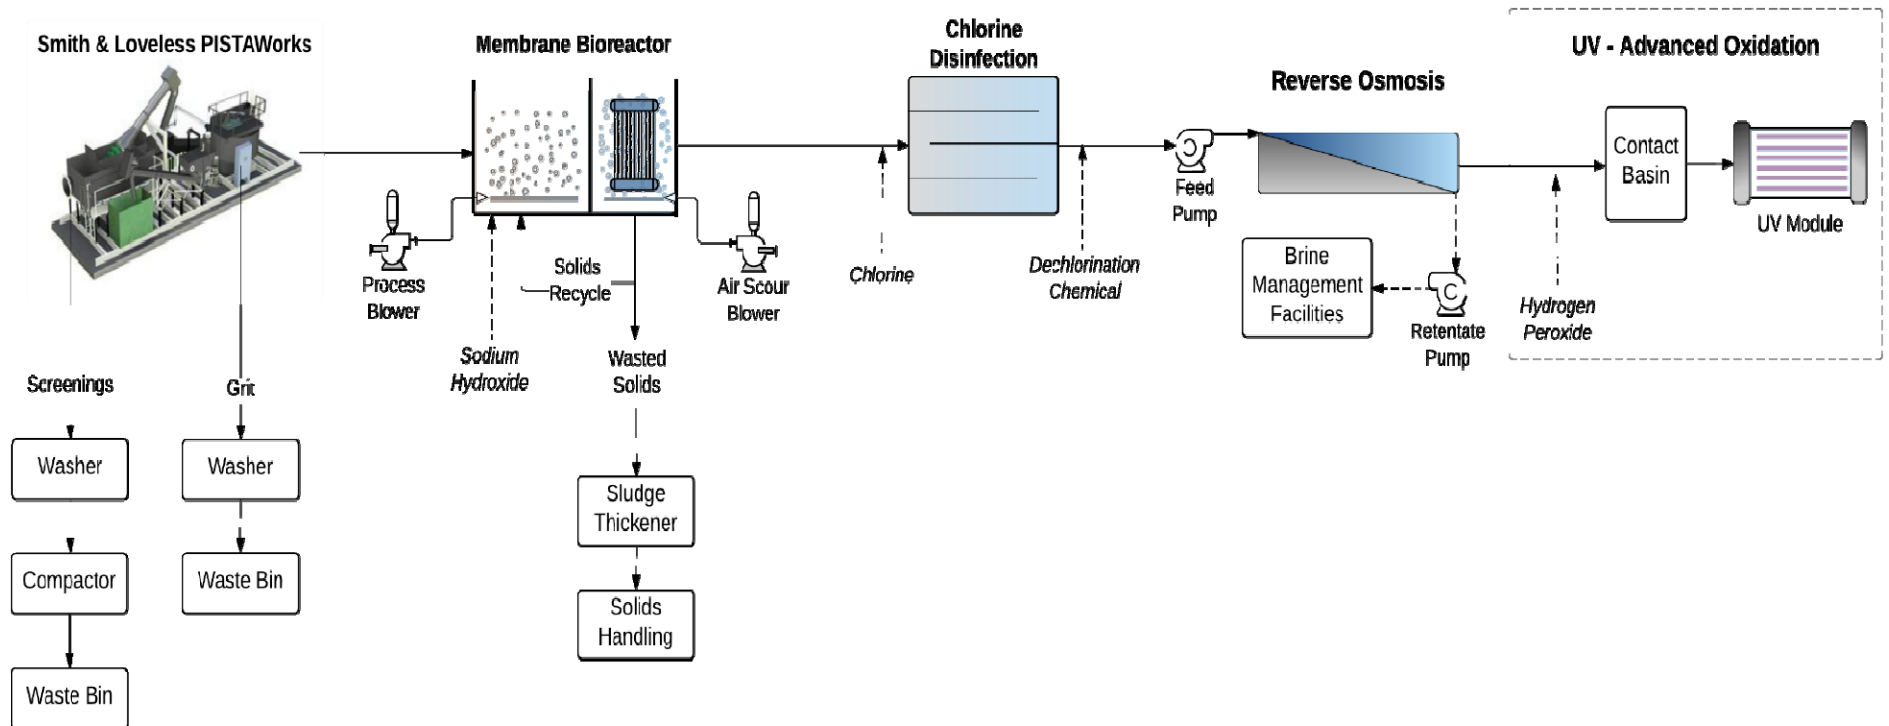 Smith & Loveless PISTAWorks
Membrane Bioreactor
Chlorine
Disinfection
Reverse Osmosis
UV - Advanced Oxidation
Contact
Basin
UV Module
Feed
Pump
Process
Blower
Solids
Recycle
Air Scour
Blower
Chlorine
Dechlorination
Chemical
Brine
Management
Facilities
C
Retentate
Pump
Hydrogen
Peroxide
Sodium
Hydroxide
Wasted
Solids
Screenings
Grit
Washer
Washer
Sludge
Thickener
Compactor
Waste Bin
Solids
Handling
Waste Bin